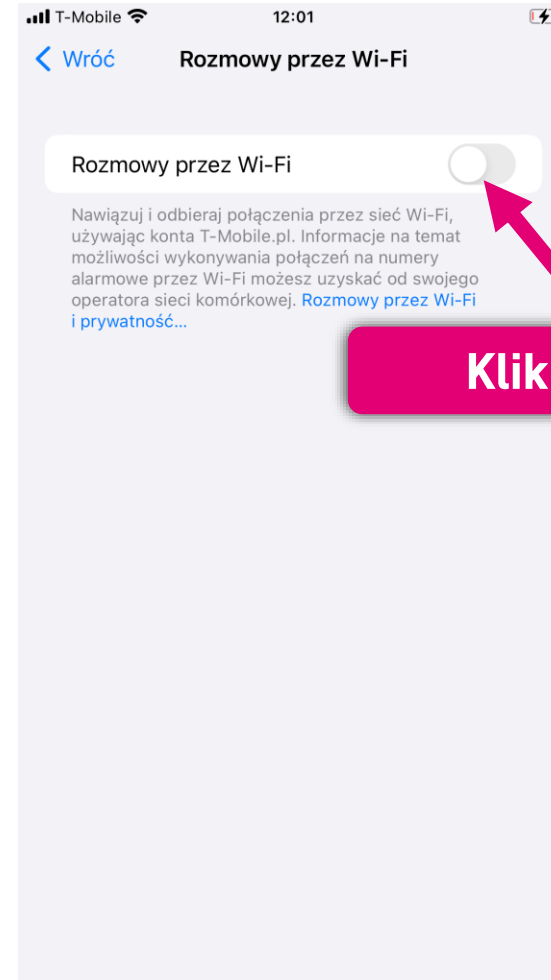 T-Mobile 12:01
Wróć Rozmowy przez Wi-Fi
Rozmowy przez Wi-Fi
Nawiązuj i odbieraj połączenia przez sieć Wi-Fi,
używając konta T-Mobile.pl. Informacje na temat
możliwości wykonywania połączeń na numery
alarmowe przez Wi-Fi możesz uzyskać od swojego
operatora sieci komórkowej. Rozmowy przez Wi-Fi
i prywatność...
Klik